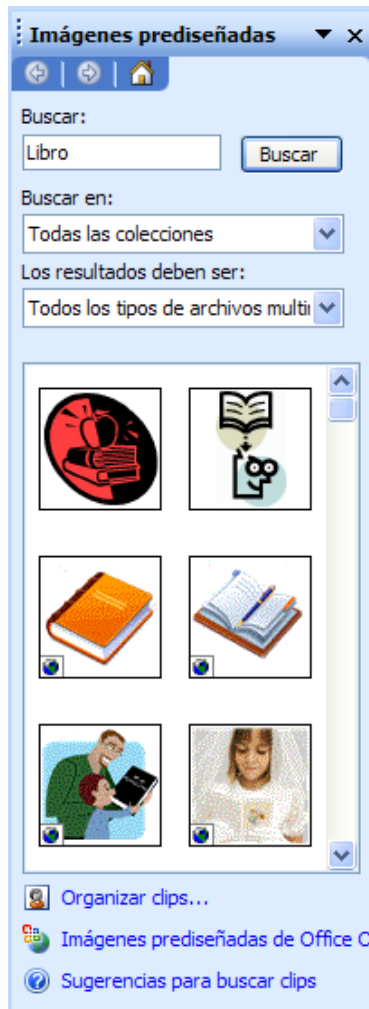 Imágenes prediseñadas
Buscar:
Libro
Buscar
Buscar en:
Todas las colecciones
Los resultados deben ser:
Todos los tipos de archivos multi
Organizar clips...
Imágenes prediseñadas de Office O
Sugerencias para buscar clips